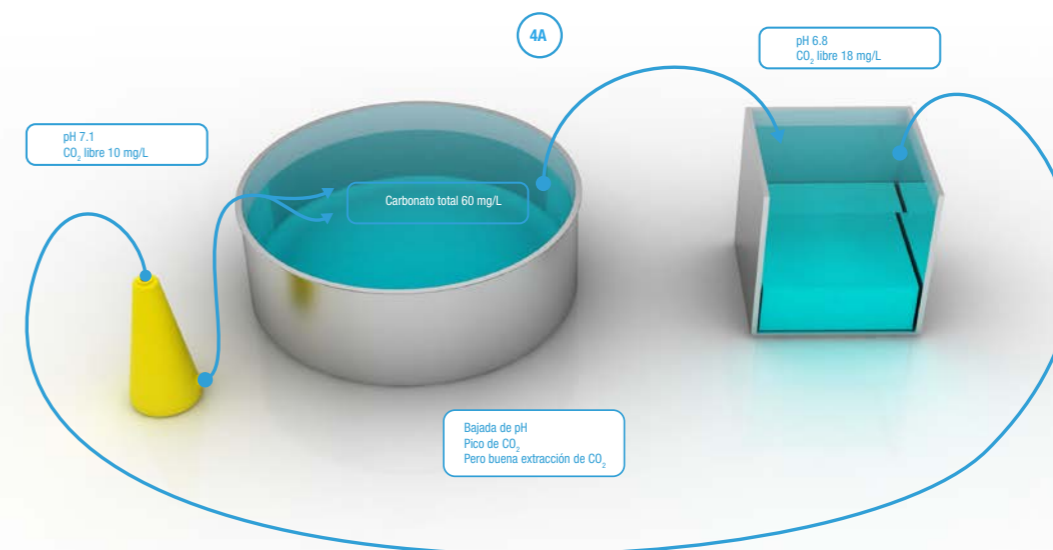 4A
pH 6.8
CO₂ libre 18 mg/L
pH 7.1
CO₂ libre 10 mg/L
Carbonato total 60 mg/L
Bajada de pH
Pico de CO₂
Pero buena extracción de CO₂